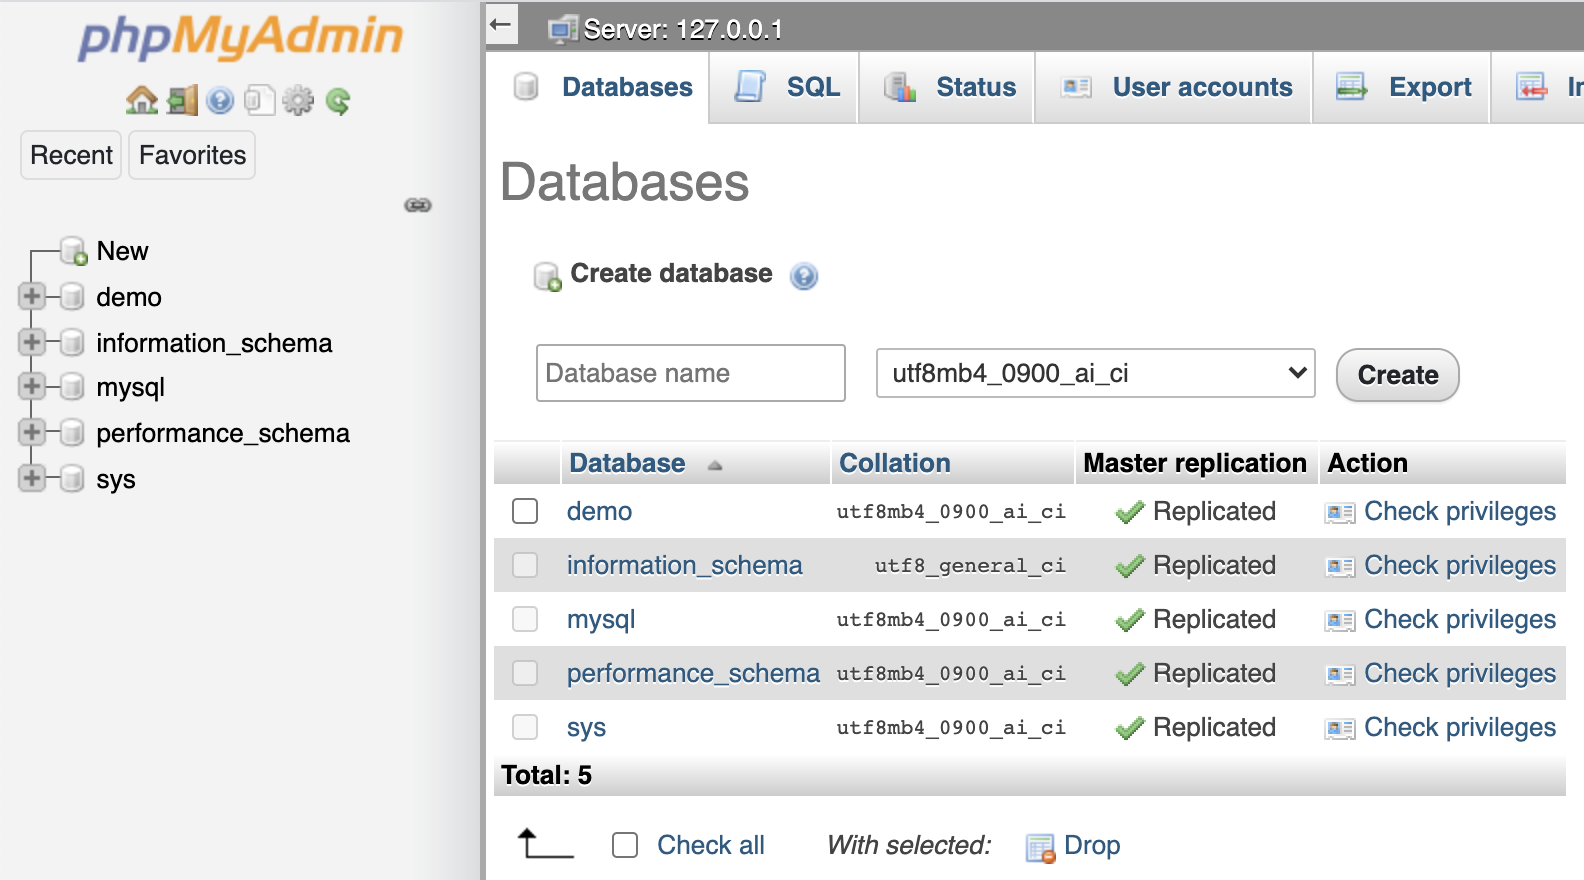 phpMyAdmin
Recent Favorites
New
demo
information_schema
mysql
performance_schema
sys
Server: 127.0.0.1
Databases SQL Status User accounts Export
Databases
Create database
Database name utf8mb4_0900_ai_ci Create
Database Collation Master replication Action
demo utf8mb4_0900_ai_ci Replicated Check privileges
information_schema utf8_general_ci Replicated Check privileges
mysql utf8mb4_0900_ai_ci Replicated Check privileges
performance_schema utf8mb4_0900_ai_ci Replicated Check privileges
sys utf8mb4_0900_ai_ci Replicated Check privileges
Total: 5
Check all With selected: Drop